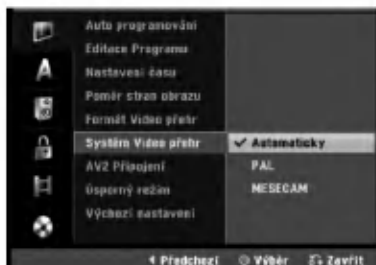 Auto programování
Editace Programu
Nastavení času
Poměr stran obrazu
Formát Video přehr
Systém Video přehr
✓ Automaticky
AV2 Připojení
PAL
Úsporný režim
MESECAM
Výchozí nastavení
A
Předchozí Výběr Zavřít